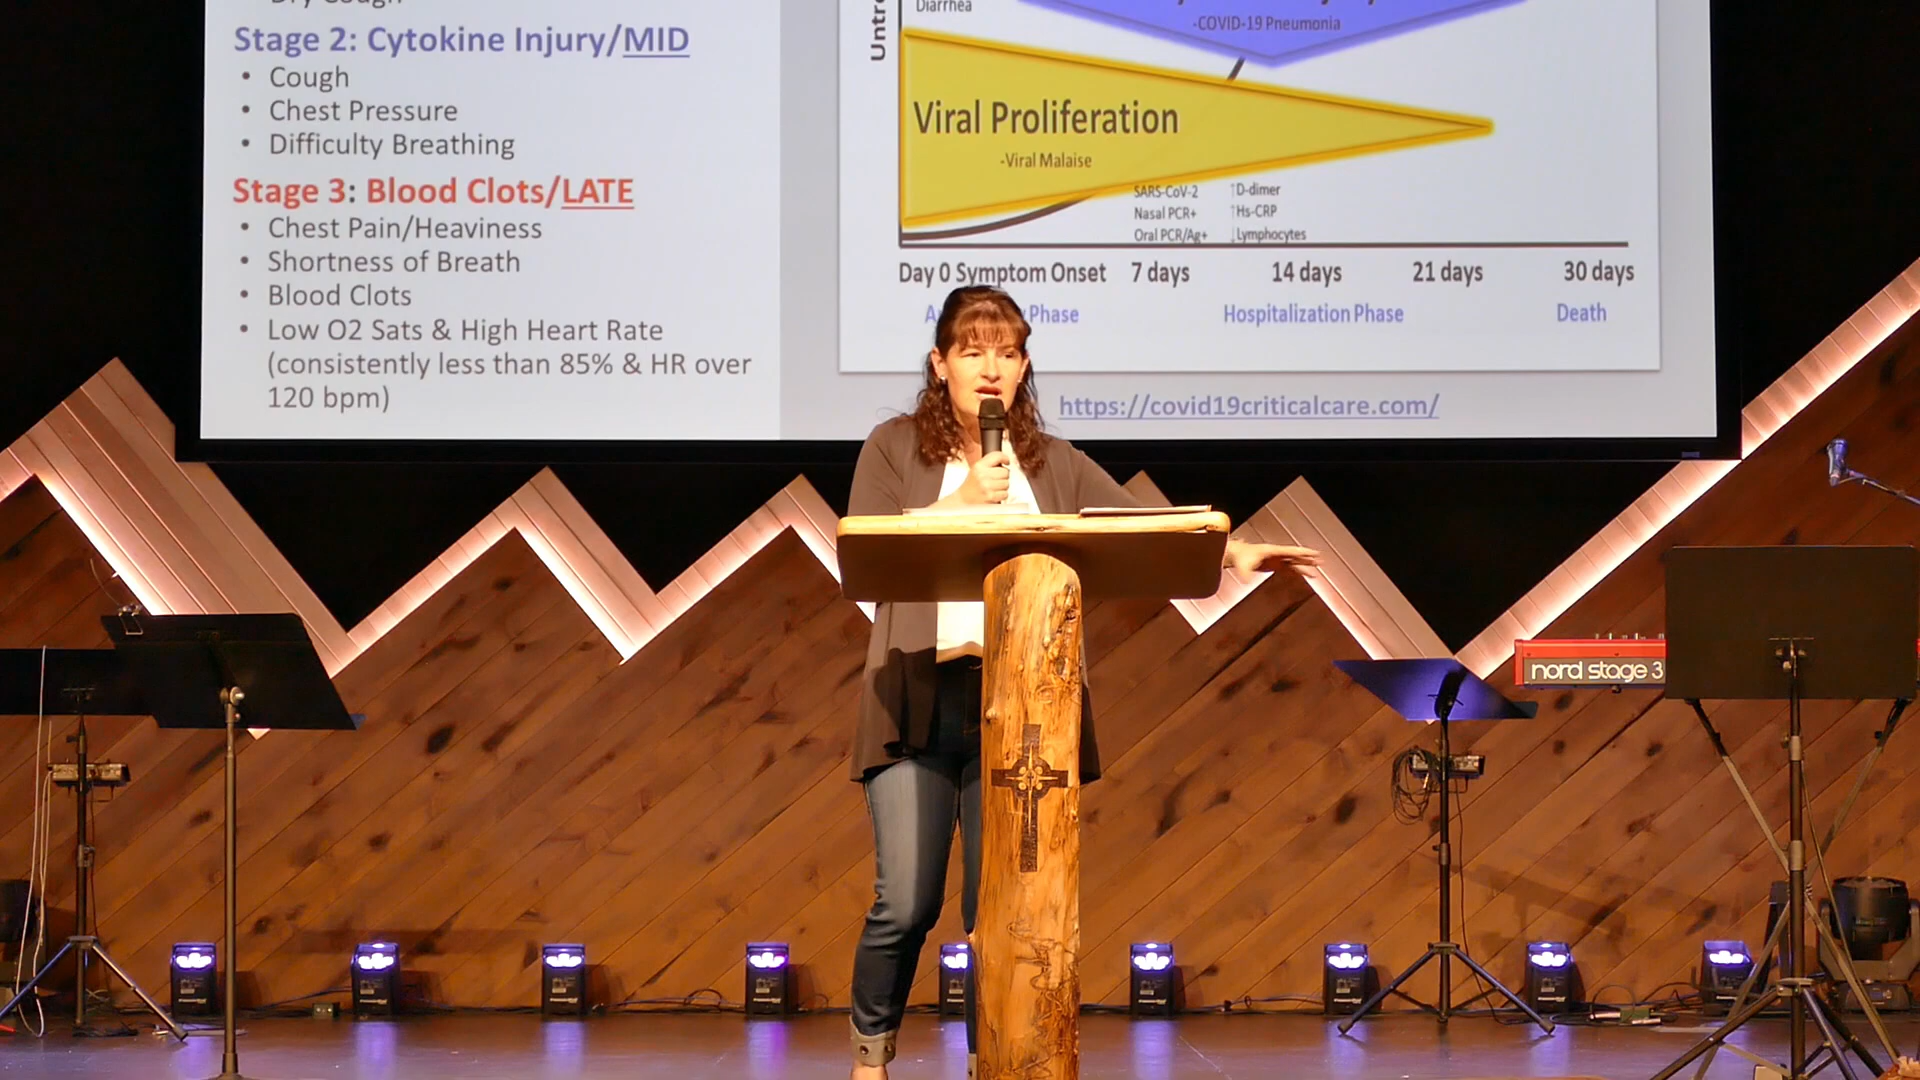 Dry Cough
Stage 2: Cytokine Injury/MID
• Cough
• Chest Pressure
• Difficulty Breathing
Stage 3: Blood Clots/LATE
• Chest Pain/Heaviness
• Shortness of Breath
• Blood Clots
• Low O2 Sats & High Heart Rate
(consistently less than 85% & HR over
120 bpm)
Diarrhea
-COVID-19 Pneumonia
Viral Proliferation
-Viral Malaise
SARS-CoV-2
Nasal PCR+
Oral PCR/Ag+
↑D-dimer
↑Hs-CRP
↓Lymphocytes
Day 0 Symptom Onset 7 days 14 days 21 days 30 days
Phase Hospitalization Phase Death
https://covid19criticalcare.com/
nord stage 3